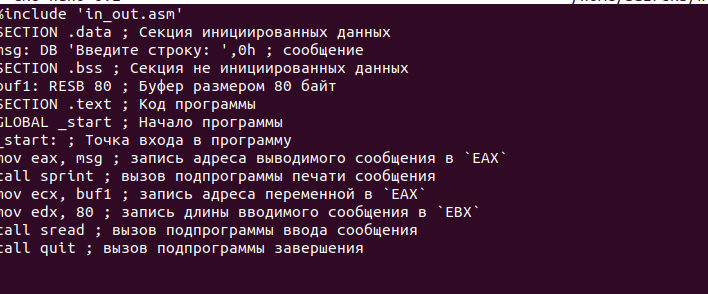 %include 'in_out.asm'
SECTION .data ; Секция инициированных данных
msg: DB 'Введите строку: ',0h ; сообщение
SECTION .bss ; Секция не инициированных данных
buf1: RESB 80 ; Буфер размером 80 байт
SECTION .text ; Код программы
GLOBAL _start ; Начало программы
_start: ; Точка входа в программу
mov eax, msg ; запись адреса выводимого сообщения в `EAX`
call sprint ; вызов подпрограммы печати сообщения
mov ecx, buf1 ; запись адреса переменной в `EAX`
mov edx, 80 ; запись длины вводимого сообщения в `EBX`
call sread ; вызов подпрограммы ввода сообщения
call quit ; вызов подпрограммы завершения